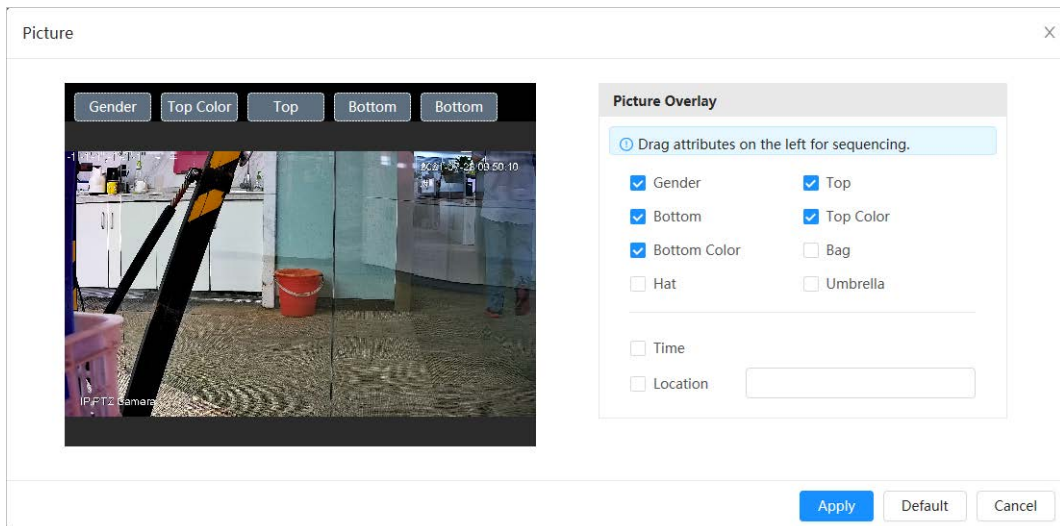 Picture
X
Gender Top Color Top Bottom Bottom
Picture Overlay
Drag attributes on the left for sequencing.
Gender Top
Bottom Top Color
Bottom Color Bag
Hat Umbrella
Time
Location
IP PTZ Camera
Apply Default Cancel